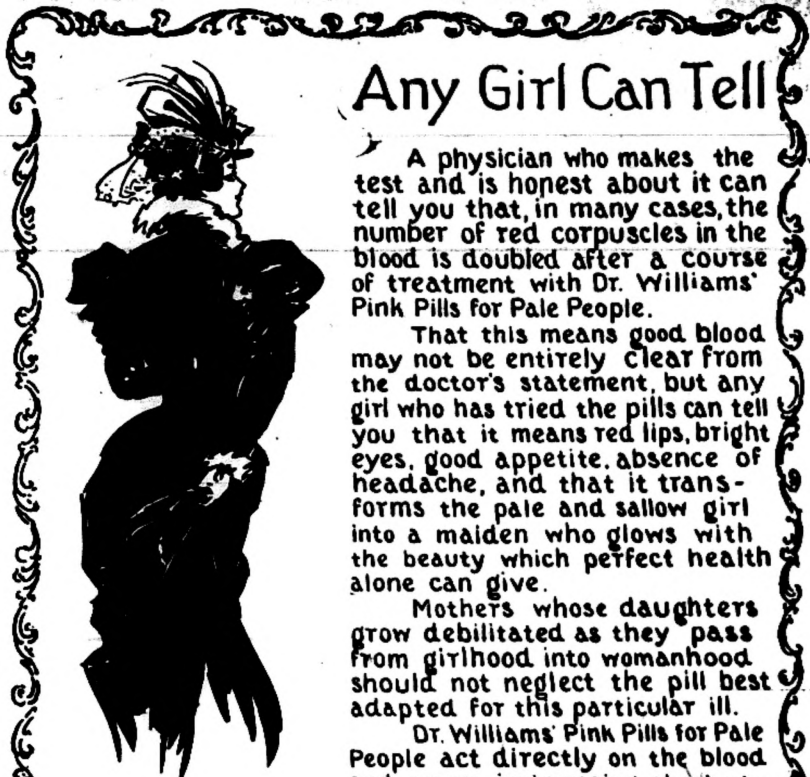 Any Girl Can Tell
A physician who makes the
test and is honest about it can
tell you that, in many cases, the
number of red corpuscles in the
blood is doubled after a course
of treatment with Dr. Williams'
Pink Pills for Pale People.
That this means good blood
may not be entirely clear from
the doctor's statement, but any
girl who has tried the pills can tell
you that it means red lips, bright
eyes, good appetite, absence of
headache, and that it trans-
forms the pale and sallow girl
into a maiden who glows with
the beauty which perfect health
alone can give.
Mothers whose daughters
grow debilitated as they pass
from girlhood into womanhood
should not neglect the pill best
adapted for this particular ill.
Dr. Williams' Pink Pills for Pale
People act directly on the blood